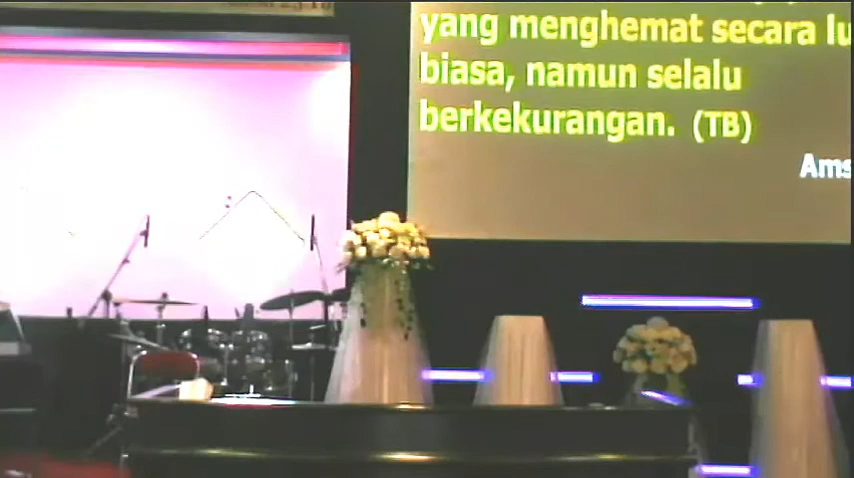 yang menghemat secara lu
biasa, namun selalu
berkekurangan. (TB)
Ams